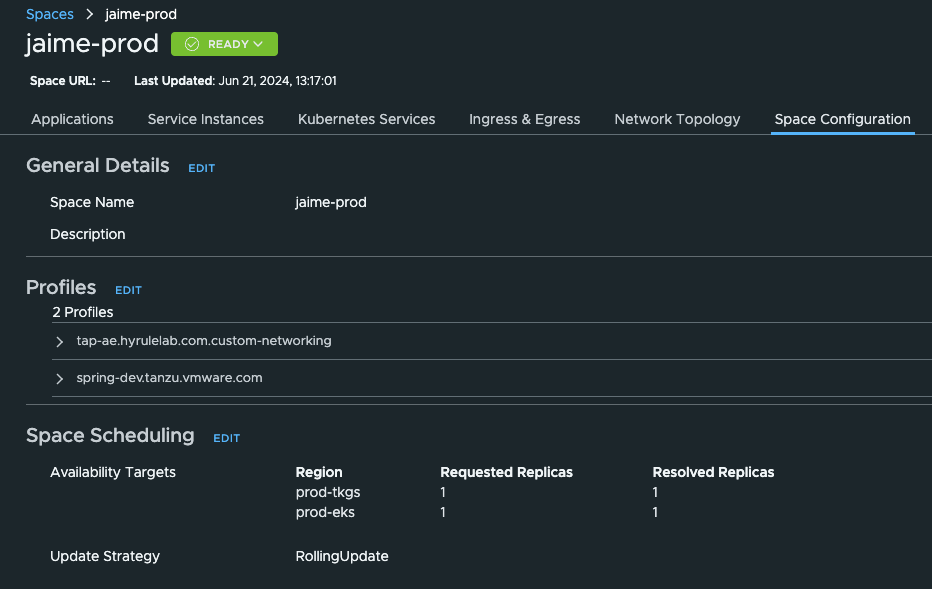 Spaces > jaime-prod
jaime-prod READY
Space URL: -- Last Updated: Jun 21, 2024, 13:17:01
Applications Service Instances Kubernetes Services Ingress & Egress Network Topology Space Configuration
General Details EDIT
Space Name jaime-prod
Description
Profiles EDIT
2 Profiles
tap-ae.hyrulelab.com.custom-networking
spring-dev.tanzu.vmware.com
Space Scheduling EDIT
Availability Targets Region Requested Replicas Resolved Replicas
prod-tkgs 1 1
prod-eks 1 1
Update Strategy RollingUpdate